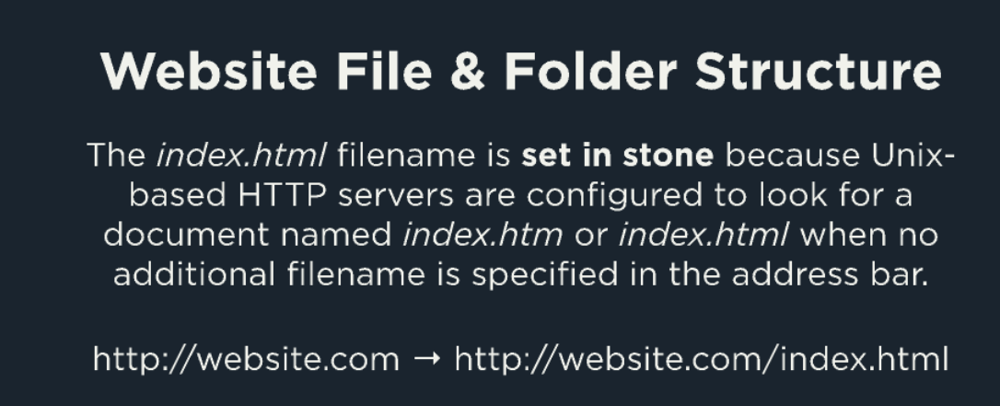 Website File & Folder Structure
The index.html filename is set in stone because Unix-
based HTTP servers are configured to look for a
document named index.htm or index.html when no
additional filename is specified in the address bar.
http://website.com → http://website.com/index.html